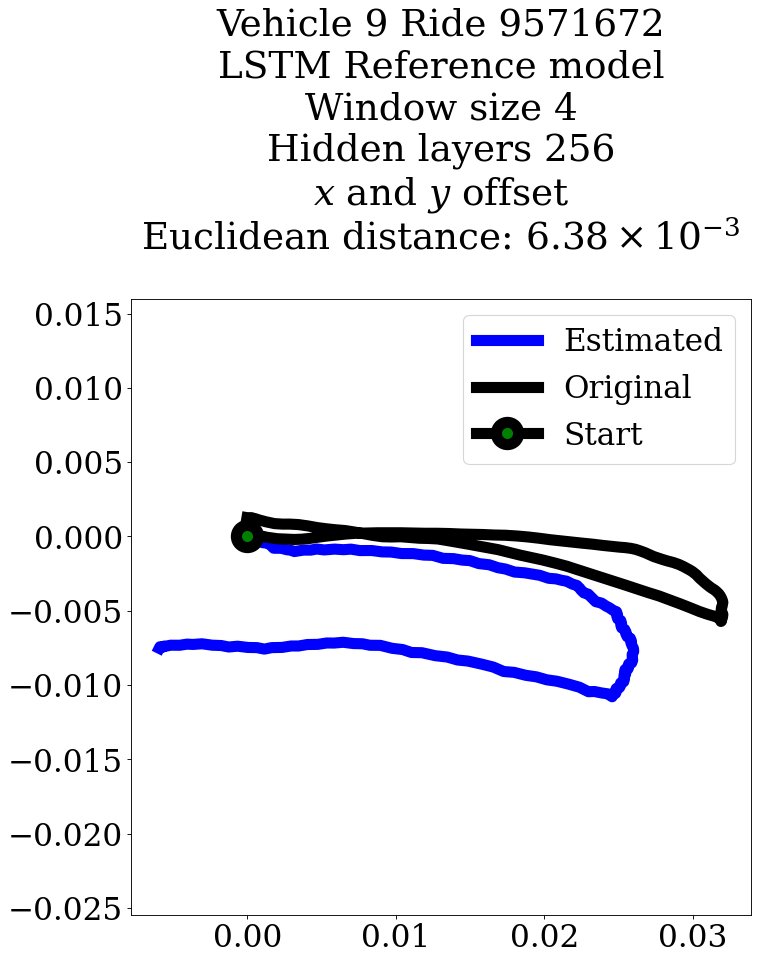 Vehicle 9 Ride 9571672
LSTM Reference model
Window size 4
Hidden layers 256
x and y offset
Euclidean distance: 6.38 × 10⁻³
Estimated
Original
Start
0.015
0.010
0.005
0.000
−0.005
−0.010
−0.015
−0.020
−0.025
0.00 0.01 0.02 0.03